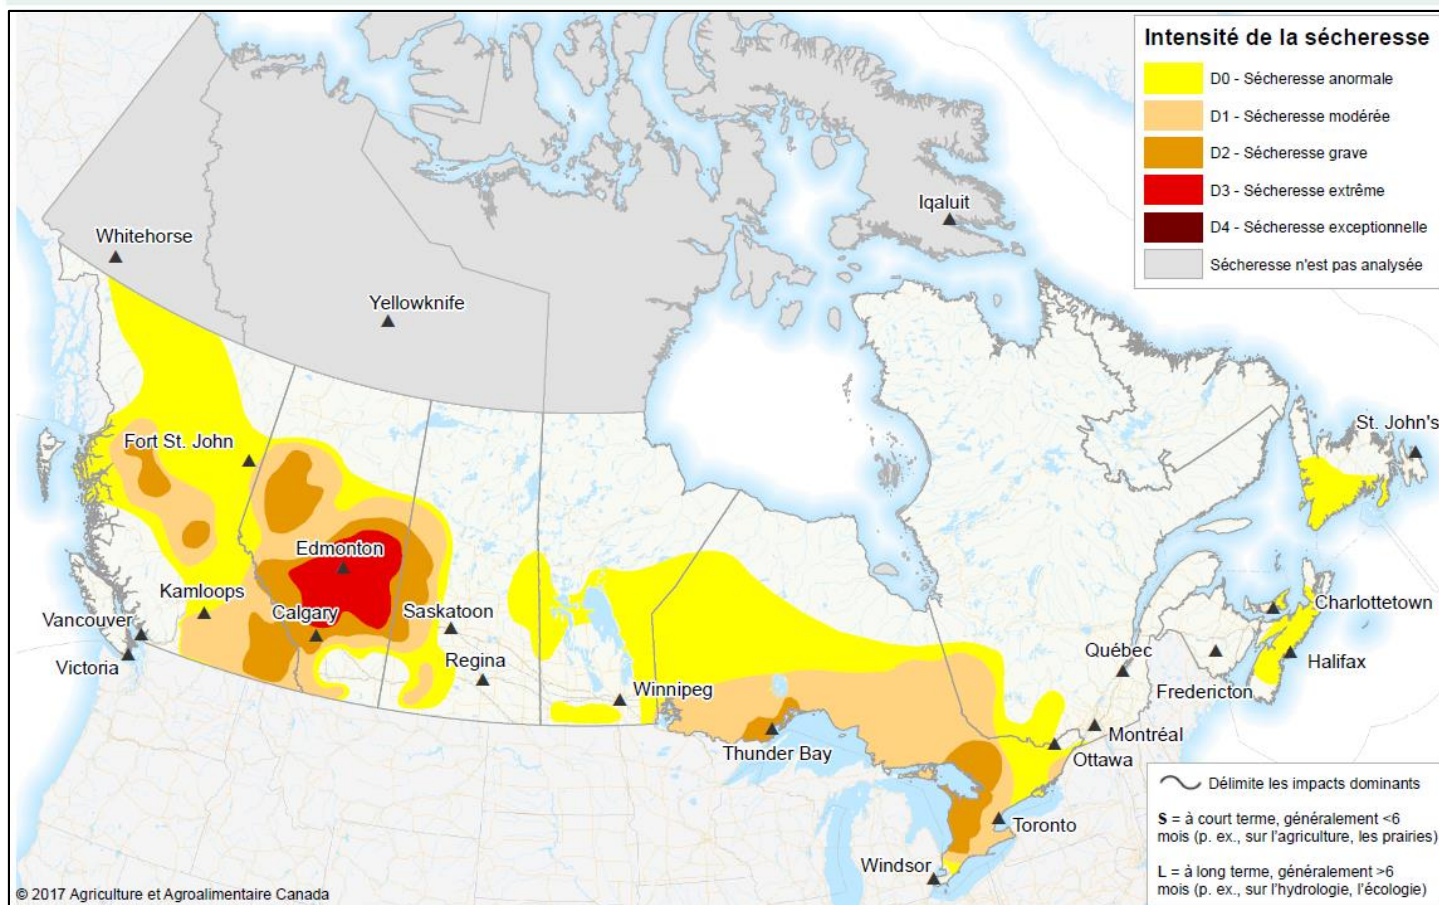 Intensité de la sécheresse
D0 - Sécheresse anormale
D1 - Sécheresse modérée
D2 - Sécheresse grave
D3 - Sécheresse extrême
D4 - Sécheresse exceptionnelle
Sécheresse n'est pas analysée
Iqaluit
Whitehorse
Yellowknife
St. John's
Fort St. John
Edmonton
Kamloops
Calgary
Saskatoon
Charlottetown
Vancouver
Victoria
Regina
Québec
Halifax
Winnipeg
Fredericton
Thunder Bay
Montréal
Ottawa
Toronto
Windsor
Délimite les impacts dominants
S = à court terme, généralement <6
mois (p. ex., sur l'agriculture, les prairies)
L = à long terme, généralement >6
mois (p. ex., sur l'hydrologie, l'écologie)
© 2017 Agriculture et Agroalimentaire Canada